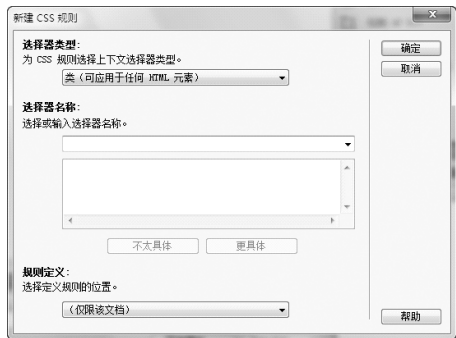 新建 CSS 规则
选择器类型:
为 CSS 规则选择上下文选择器类型。
类（可应用于任何 HTML 元素）
选择器名称:
选择或输入选择器名称。
不太具体
更具体
规则定义:
选择定义规则的位置。
（仅限该文档）
确定
取消
帮助